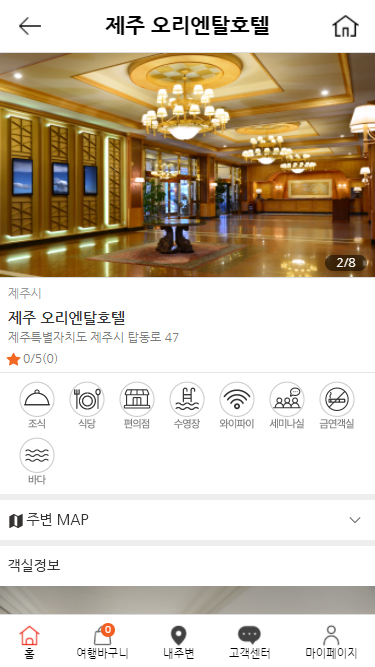 제주 오리엔탈호텔
2/8
제주시
제주 오리엔탈호텔
제주특별자치도 제주시 탑동로 47
0/5(0)
조식 식당 편의점 수영장 와이파이 세미나실 금연객실
바다
주변 MAP
객실정보
0
홈 여행바구니 내주변 고객센터 마이페이지